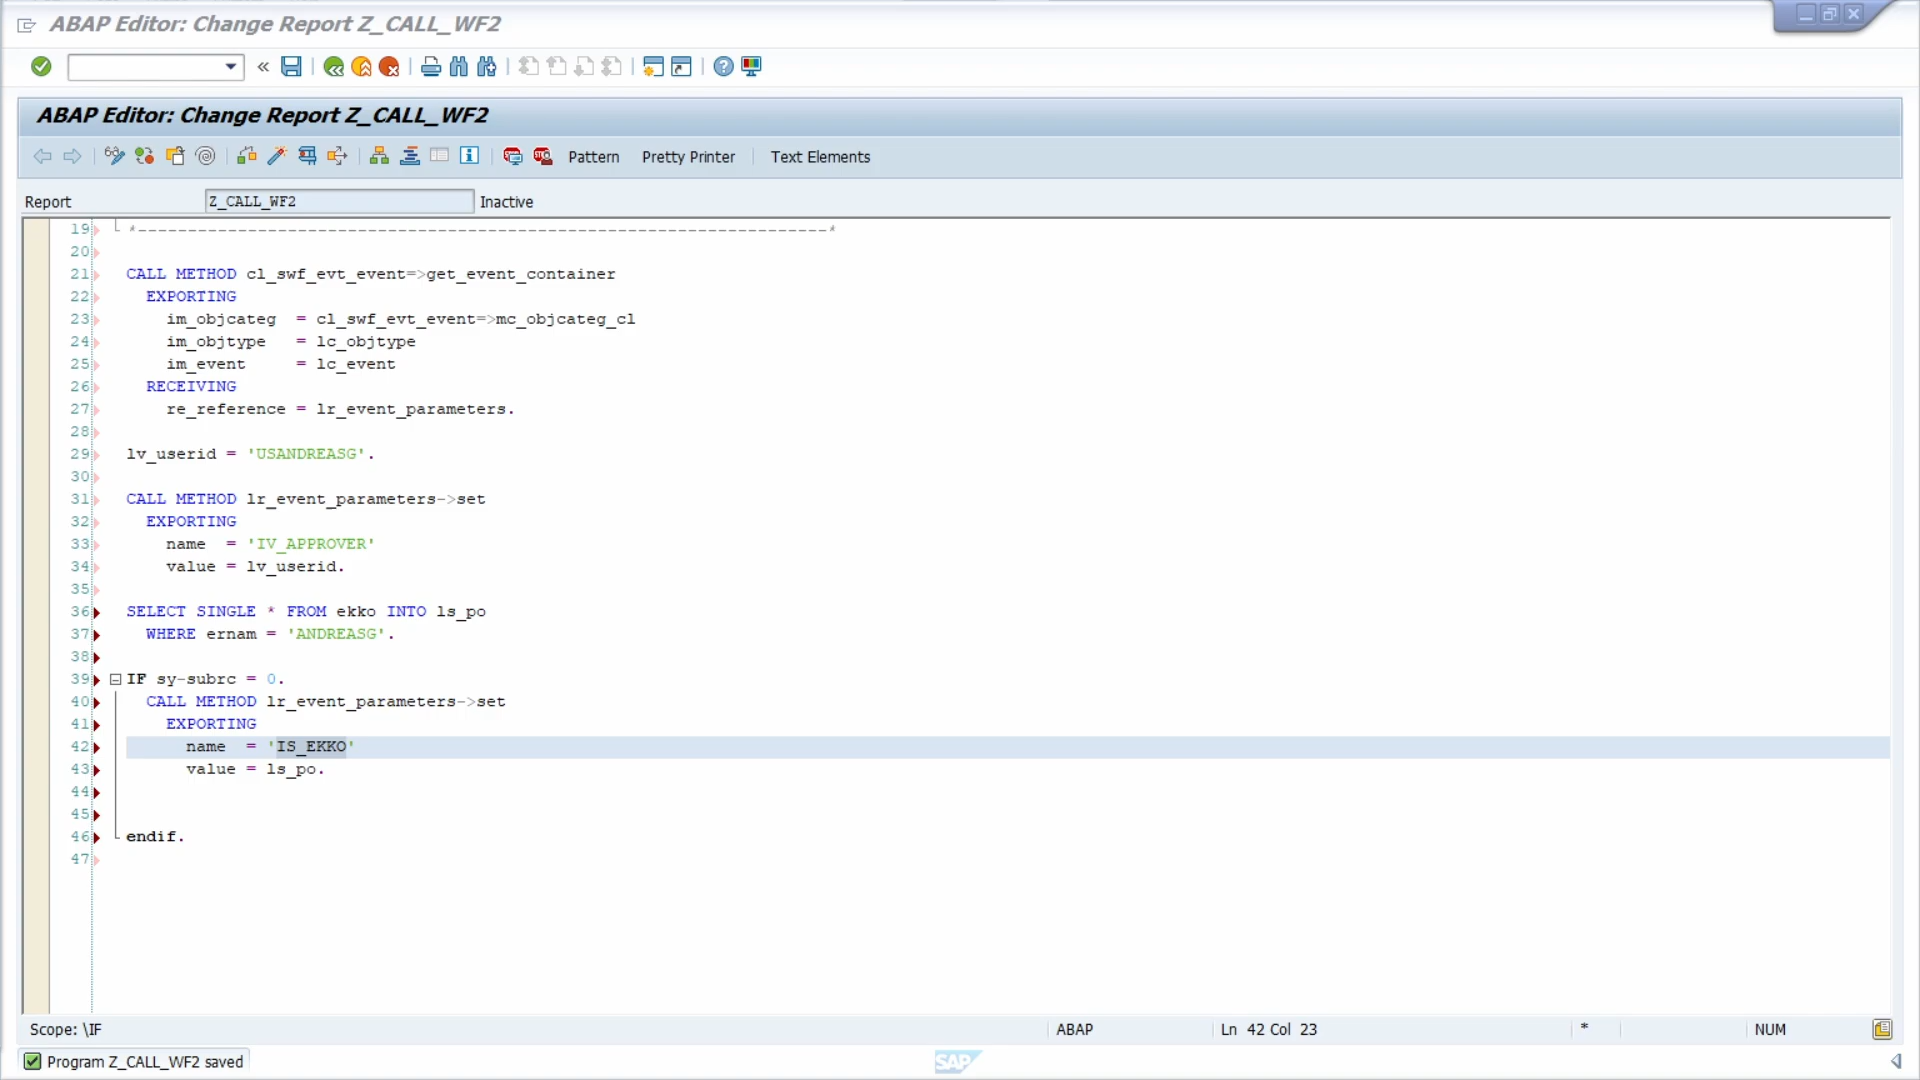 ABAP Editor: Change Report Z_CALL_WF2
ABAP Editor: Change Report Z_CALL_WF2
Pattern Pretty Printer Text Elements
Report Z_CALL_WF2 Inactive
19 *---------------------------------------------------------------------*
20
21 CALL METHOD cl_swf_evt_event=>get_event_container
22 EXPORTING
23 im_objcateg = cl_swf_evt_event=>mc_objcateg_cl
24 im_objtype = lc_objtype
25 im_event = lc_event
26 RECEIVING
27 re_reference = lr_event_parameters.
28
29 lv_userid = 'USANDREASG'.
30
31 CALL METHOD lr_event_parameters->set
32 EXPORTING
33 name = 'IV_APPROVER'
34 value = lv_userid.
35
36 SELECT SINGLE * FROM ekko INTO ls_po
37 WHERE ernam = 'ANDREASG'.
38
39 IF sy-subrc = 0.
40 CALL METHOD lr_event_parameters->set
41 EXPORTING
42 name = 'IS_EKKO'
43 value = ls_po.
44
45
46 endif.
47
Scope: \IF ABAP Ln 42 Col 23 * NUM
Program Z_CALL_WF2 saved
SAP